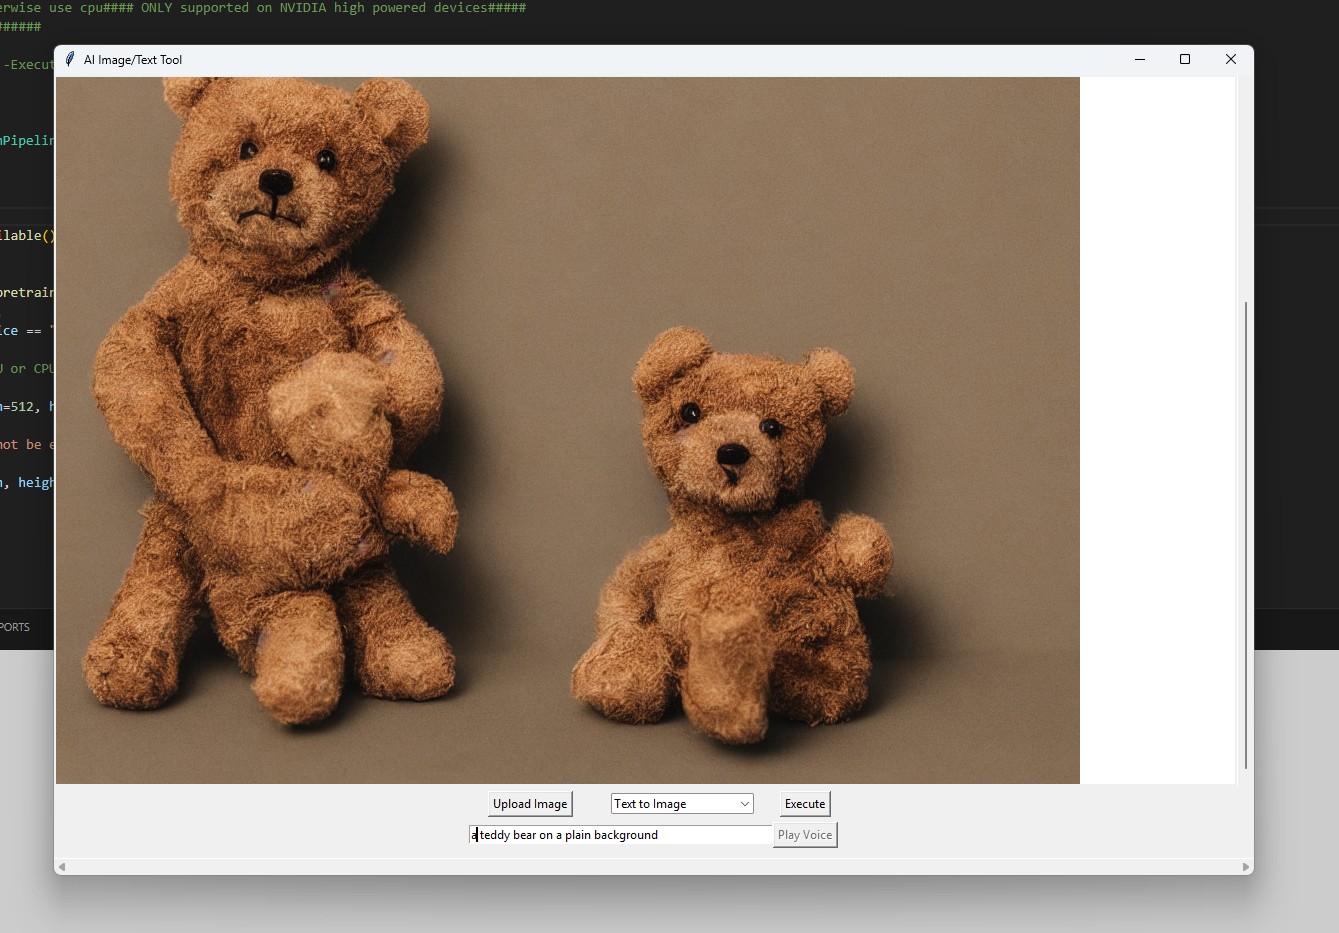 erwise use cpu#### ONLY supported on NVIDIA high powered devices#####
######
-Execut
AI Image/Text Tool
nPipelin
ilable()
pretrain
ice == "
U or CPU
n=512, h
not be e
n, heigh
PORTS
Upload Image
Text to Image
Execute
a teddy bear on a plain background
Play Voice